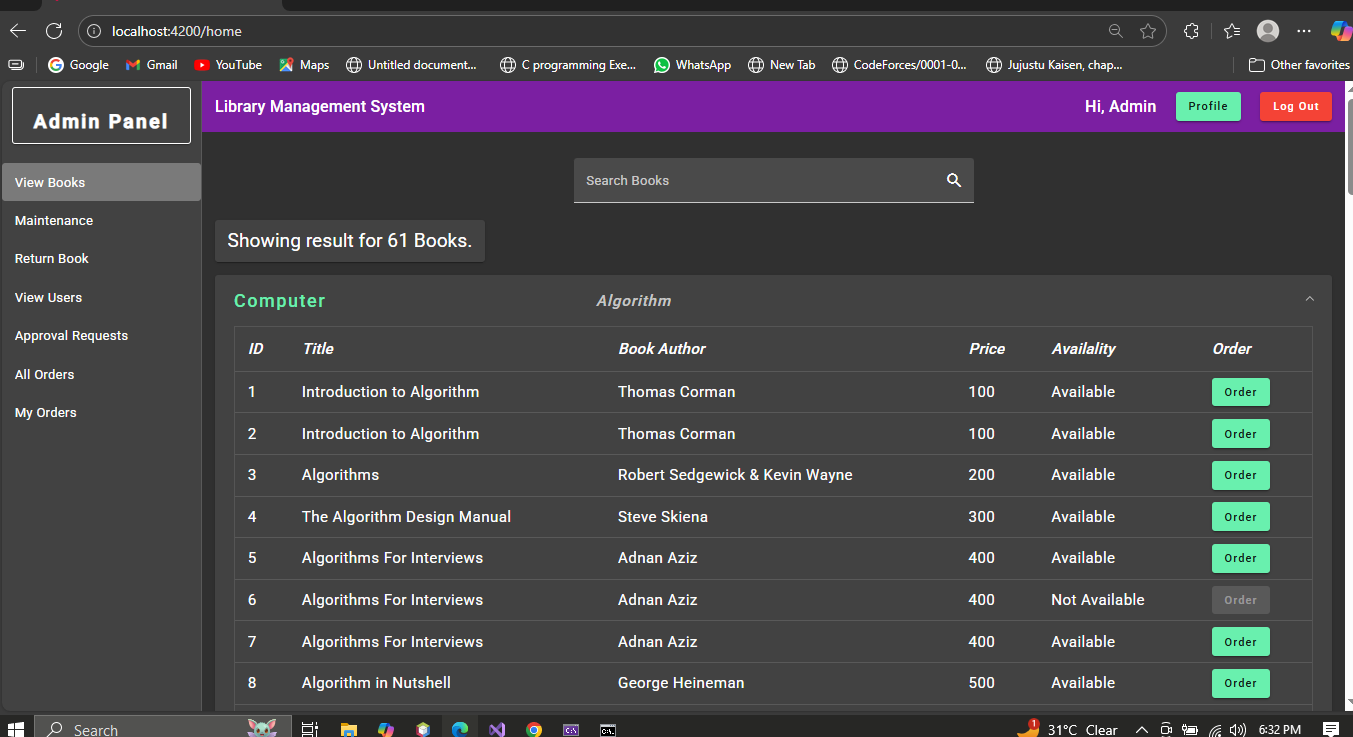 localhost:4200/home
Google Gmail YouTube Maps Untitled document... C programming Exe... WhatsApp New Tab CodeForces/0001-0... Jujustu Kaisen, chap... Other favorites
Admin Panel
Library Management System Hi, Admin Profile Log Out
View Books
Maintenance
Return Book
View Users
Approval Requests
All Orders
My Orders
Search Books
Showing result for 61 Books.
Computer Algorithm
ID Title Book Author Price Availality Order
1 Introduction to Algorithm Thomas Corman 100 Available Order
2 Introduction to Algorithm Thomas Corman 100 Available Order
3 Algorithms Robert Sedgewick & Kevin Wayne 200 Available Order
4 The Algorithm Design Manual Steve Skiena 300 Available Order
5 Algorithms For Interviews Adnan Aziz 400 Available Order
6 Algorithms For Interviews Adnan Aziz 400 Not Available Order
7 Algorithms For Interviews Adnan Aziz 400 Available Order
8 Algorithm in Nutshell George Heineman 500 Available Order
Search 1 31°C Clear 6:32 PM